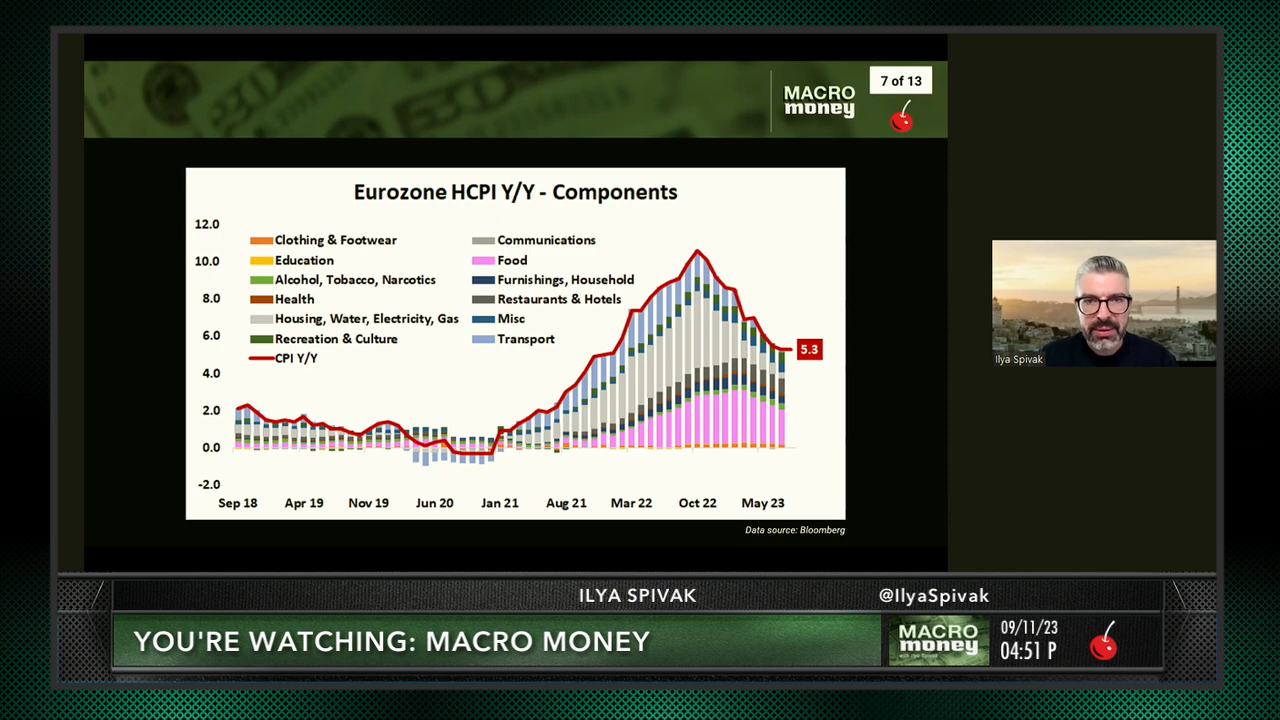 MACRO
money
7 of 13
Eurozone HCPI Y/Y - Components
12.0
10.0
8.0
6.0
4.0
2.0
0.0
-2.0
Clothing & Footwear
Communications
Education
Food
Alcohol, Tobacco, Narcotics
Furnishings, Household
Health
Restaurants & Hotels
Housing, Water, Electricity, Gas
Misc
Recreation & Culture
Transport
CPI Y/Y
5.3
Sep 18 Apr 19 Nov 19 Jun 20 Jan 21 Aug 21 Mar 22 Oct 22 May 23
Data source: Bloomberg
Ilya Spivak
ILYA SPIVAK
@IlyaSpivak
YOU'RE WATCHING: MACRO MONEY
MACRO
money
with Ilya Spivak
09/11/23
04:51 P